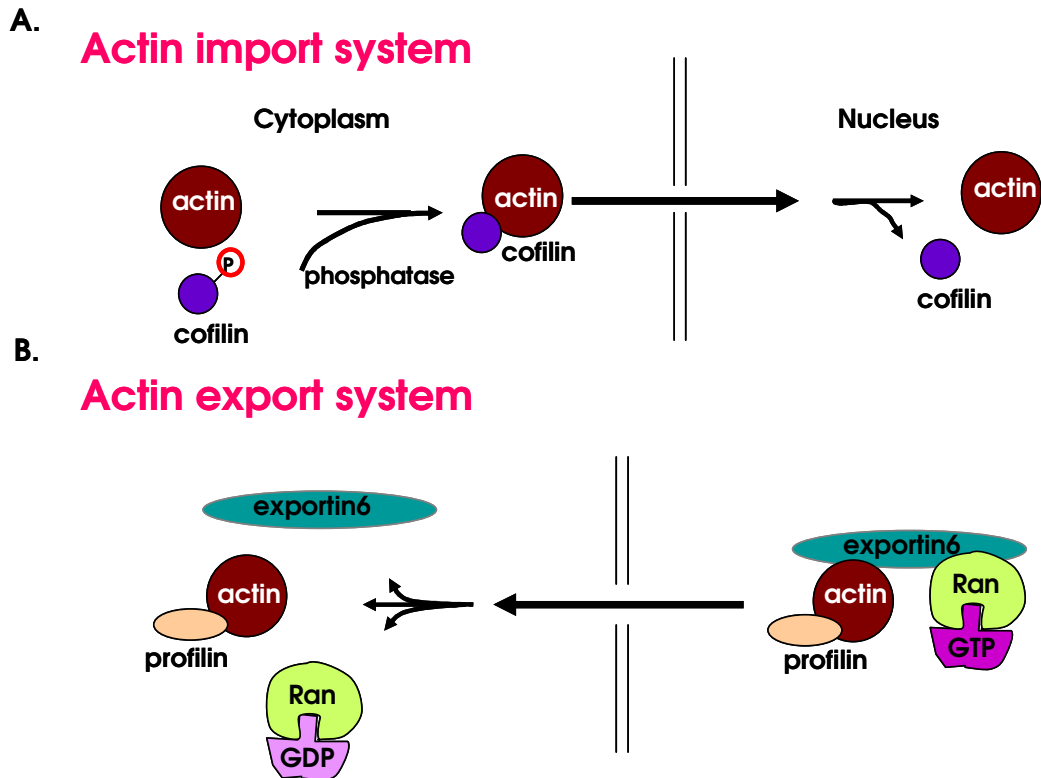 A.
Actin import system
Cytoplasm
Nucleus
actin
P
cofilin
phosphatase
actin
cofilin
actin
cofilin
B.
Actin export system
exportin6
actin
profilin
Ran
GDP
exportin6
actin
profilin
Ran
GTP